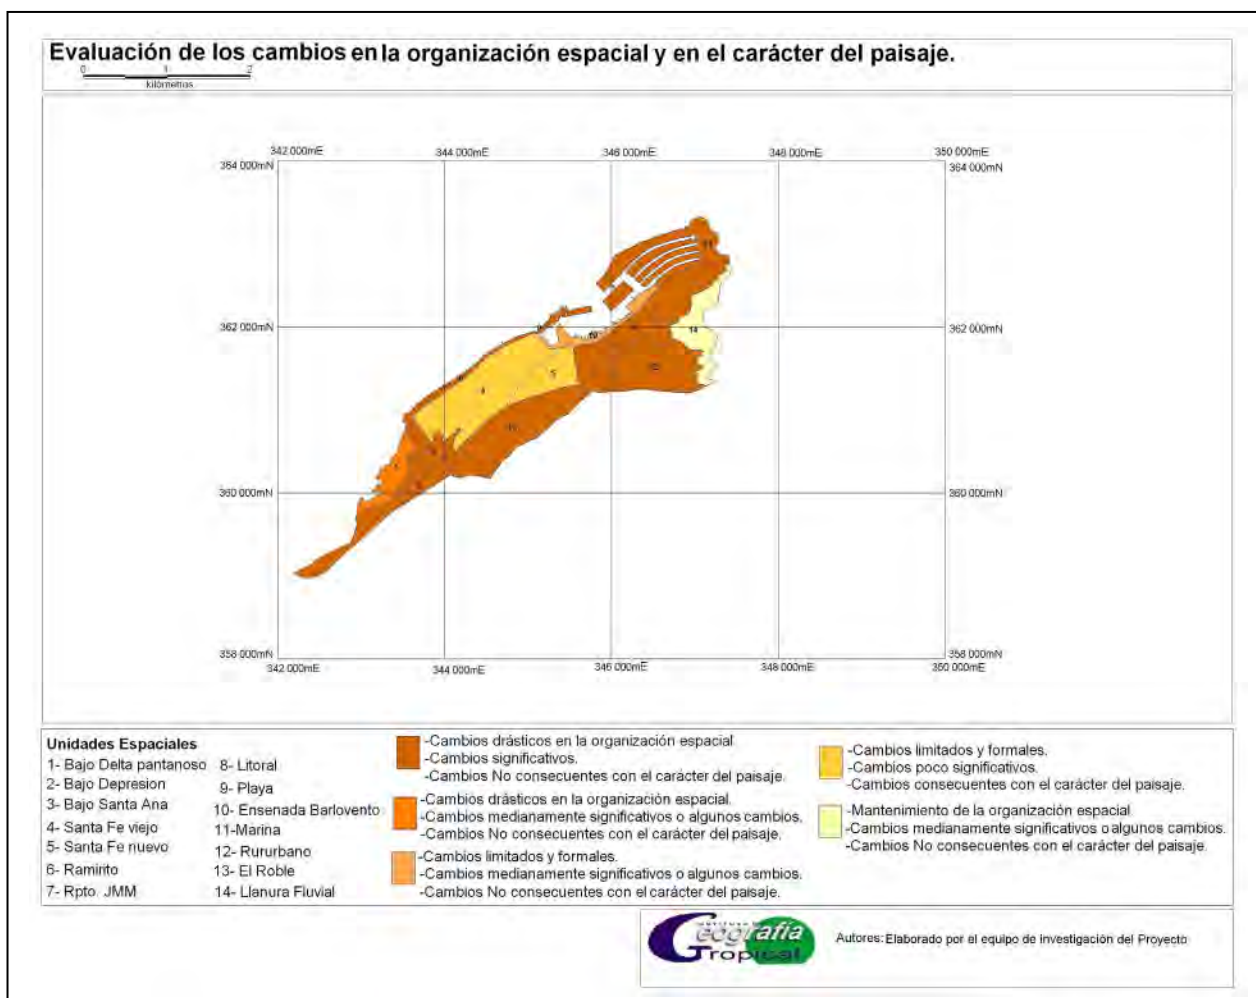 Evaluación de los cambios en la organización espacial y en el carácter del paisaje.
0 1 2
kilómetros
342 000mE 344 000mE 346 000mE 348 000mE 350 000mE
364 000mN 364 000mN
362 000mN 362 000mN
14
10
5
4
360 000mN 360 000mN
358 000mN 358 000mN
342 000mE 344 000mE 346 000mE 348 000mE 350 000mE
Unidades Espaciales
1- Bajo Delta pantanoso
2- Bajo Depresion
3- Bajo Santa Ana
4- Santa Fe viejo
5- Santa Fe nuevo
6- Ramirito
7- Rpto. JMM
8- Litoral
9- Playa
10- Ensenada Barlovento
11-Marina
12- Rururbano
13- El Roble
14- Llanura Fluvial
-Cambios drásticos en la organización espacial
-Cambios significativos.
-Cambios No consecuentes con el carácter del paisaje.
-Cambios drásticos en la organización espacial.
-Cambios medianamente significativos o algunos cambios.
-Cambios No consecuentes con el carácter del paisaje.
-Cambios limitados y formales.
-Cambios medianamente significativos o algunos cambios.
-Cambios No consecuentes con el carácter del paisaje.
-Cambios limitados y formales.
-Cambios poco significativos.
-Cambios consecuentes con el carácter del paisaje.
-Mantenimiento de la organización espacial
-Cambios medianamente significativos o algunos cambios.
-Cambios No consecuentes con el carácter del paisaje.
Geografía
Tropical
Autores: Elaborado por el equipo de investigación del Proyecto